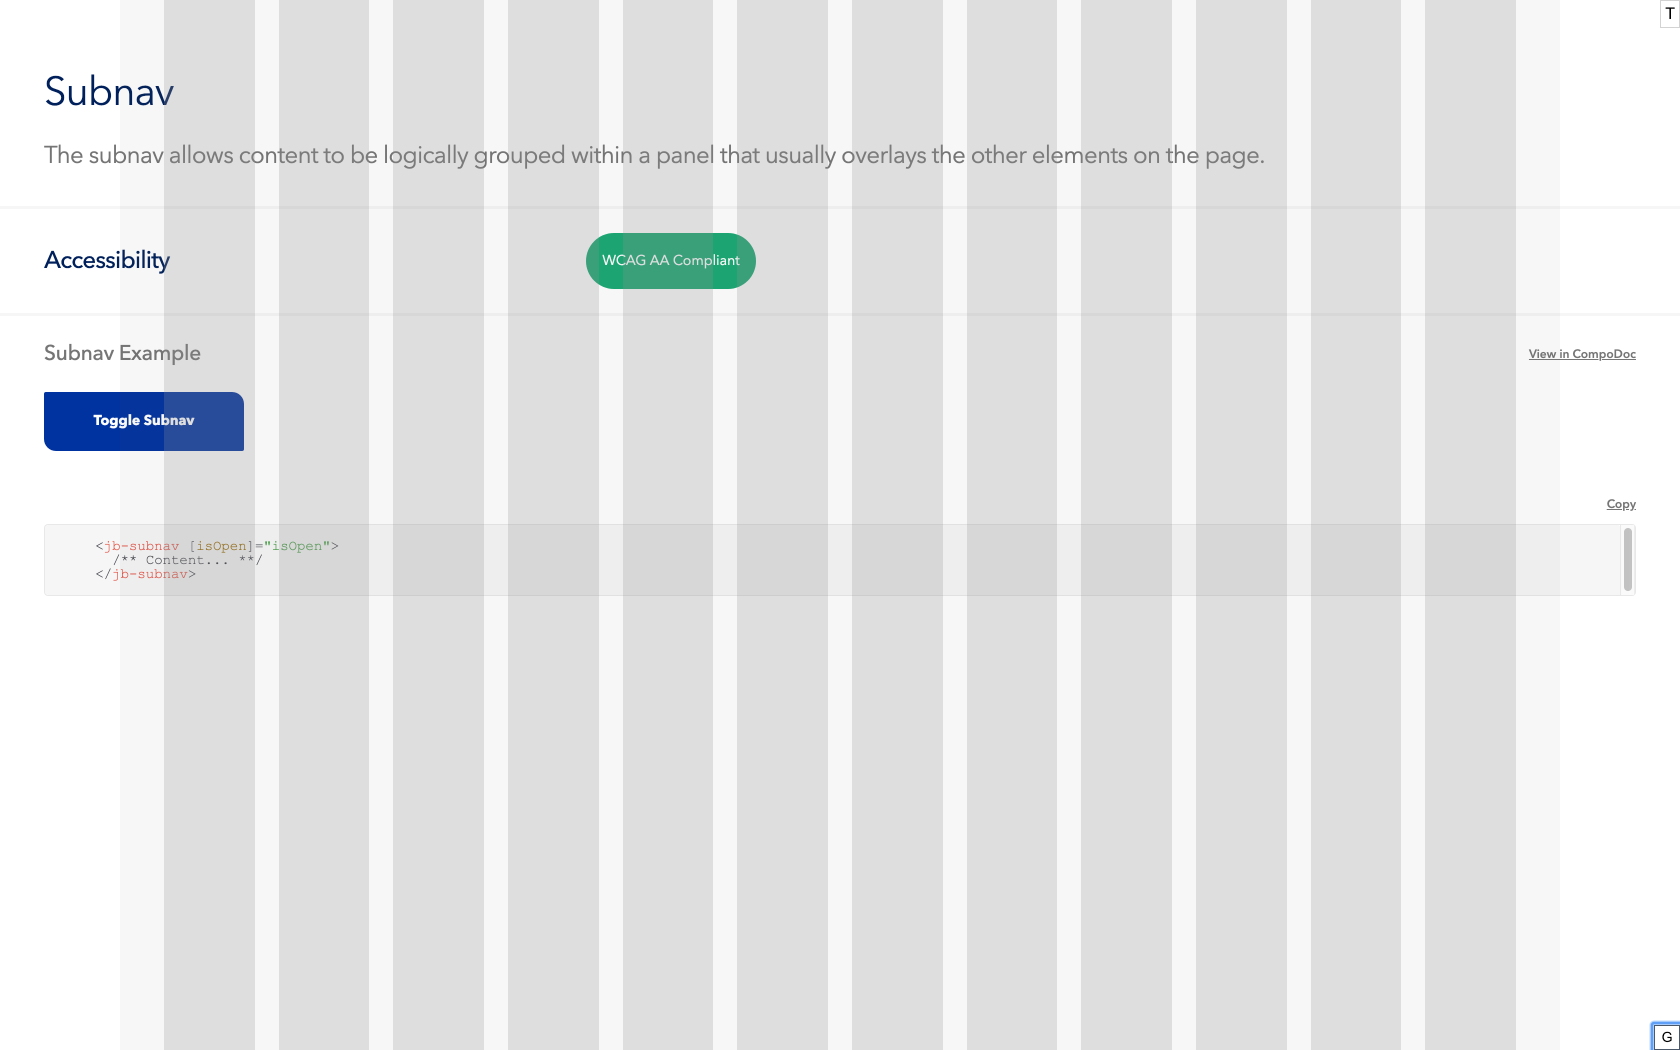 T
Subnav
The subnav allows content to be logically grouped within a panel that usually overlays the other elements on the page.
Accessibility
WCAG AA Compliant
Subnav Example
View in CompoDoc
Toggle Subnav
Copy
<jb-subnav [isOpen]="isOpen">
/** Content... **/
</jb-subnav>
G